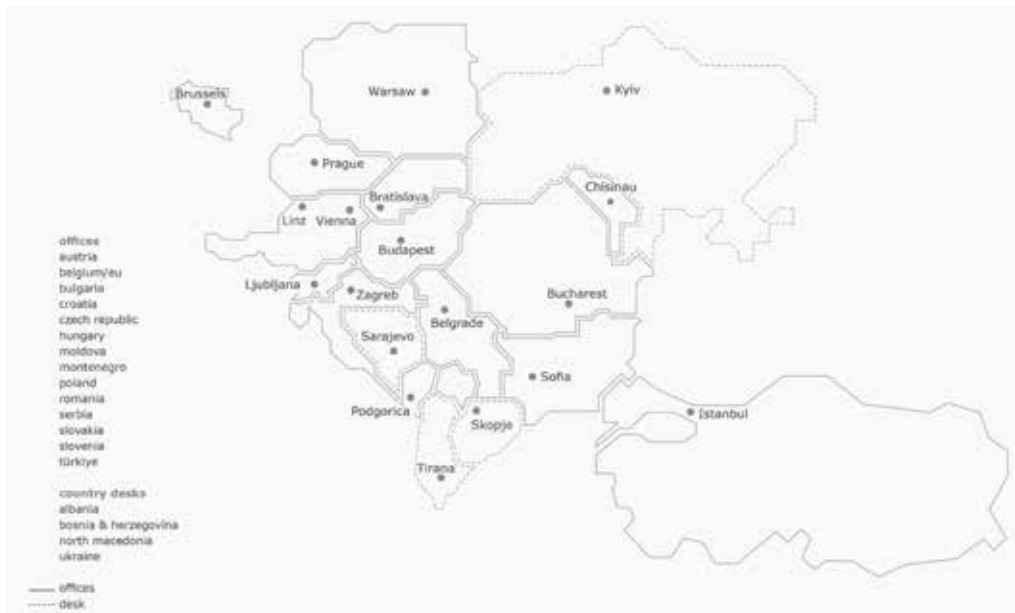 Warsaw
Kyiv
Brussels
Prague
Chisinau
Bratislava
Linz
Vienna
Budapest
Ljubljana
Zagreb
Bucharest
Belgrade
Sarajevo
Sofia
Podgorica
Skopje
Istanbul
Tirana
offices
austria
belgium/eu
bulgaria
croatia
czech republic
hungary
moldova
montenegro
poland
romania
serbia
slovakia
slovenia
türkiye
country desks
albania
bosnia & herzegovina
north macedonia
ukraine
offices
desk